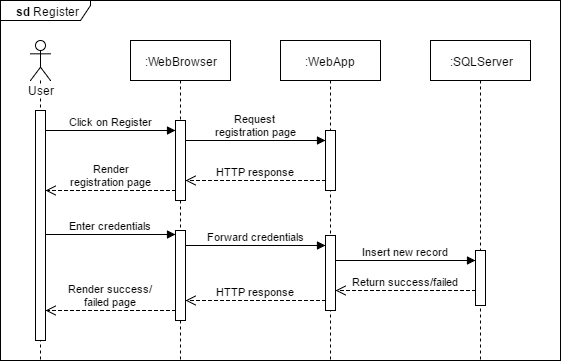 sd Register
:WebBrowser
:WebApp
:SQLServer
User
Click on Register
Request
registration page
Render
registration page
HTTP response
Enter credentials
Forward credentials
Insert new record
Return success/failed
Render success/
failed page
HTTP response